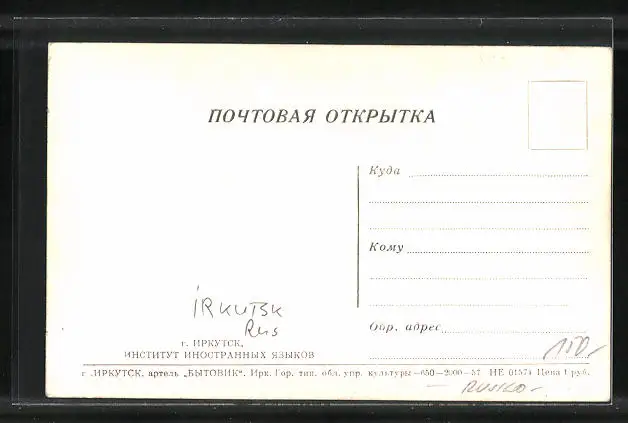 ПОЧТОВАЯ ОТКРЫТКА
Куда
Кому
Обр. адрес
IRKUTSK
Rus
г. ИРКУТСК,
ИНСТИТУТ ИНОСТРАННЫХ ЯЗЫКОВ
150,-
г. ИРКУТСК, артель „БЫТОВИК". Ирк. Гор. тип. обл. упр. культуры—650—2000—57 НЕ 01574 Цена 1 руб.